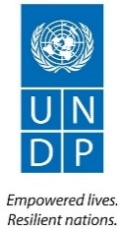 U N
D P
Empowered lives.
Resilient nations.